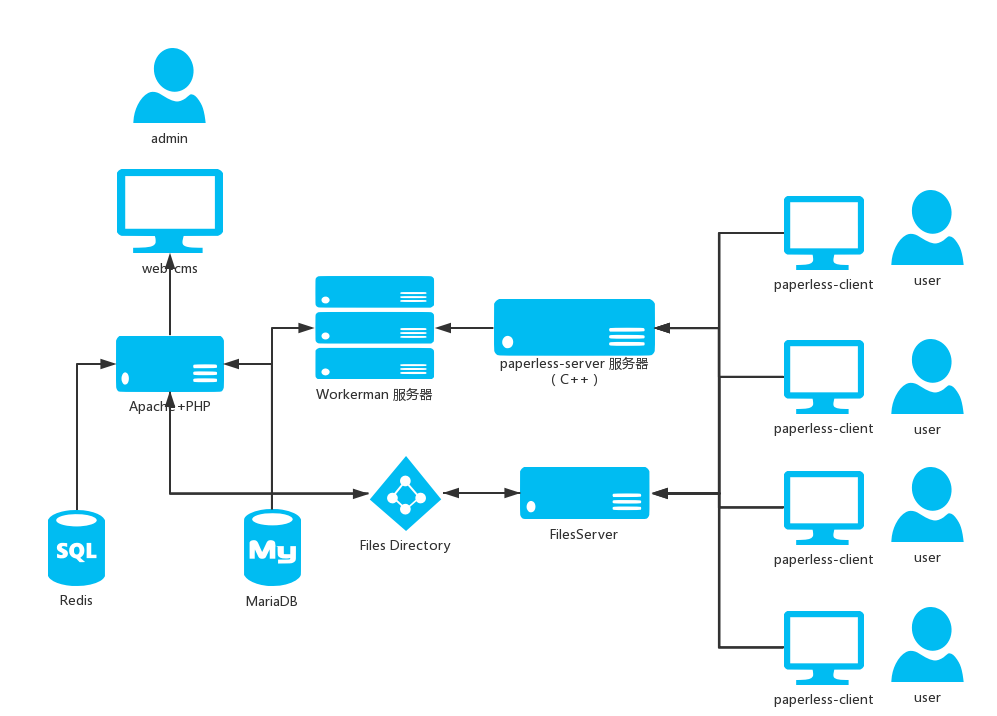 admin
web-cms
user
paperless-client
paperless-server 服务器
（ C++ ）
Workerman 服务器
Apache+PHP
paperless-client
user
SQL
My
FilesServer
Files Directory
paperless-client
user
Redis
MariaDB
paperless-client
user